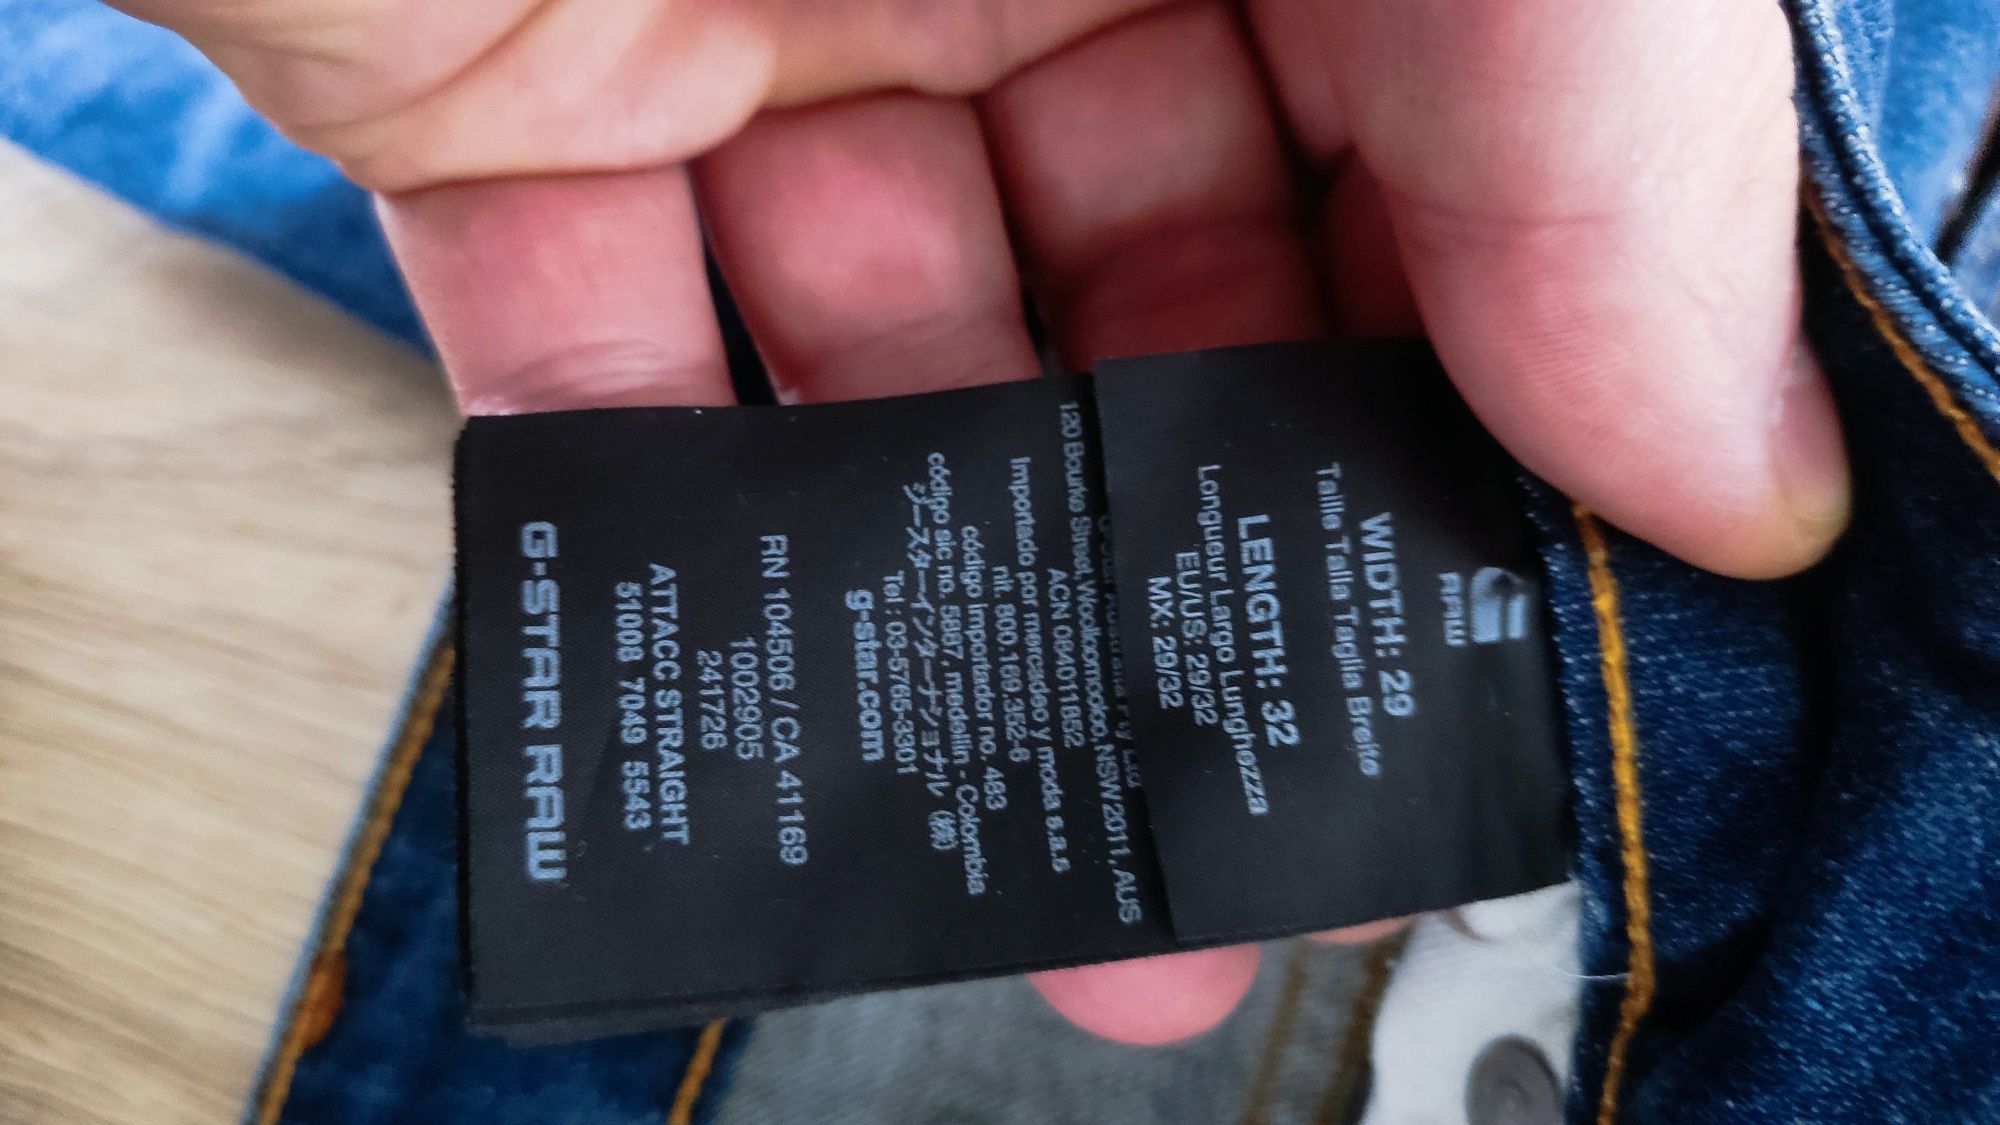 RAW
WIDTH: 29
Taille Talla Taglia Breite
LENGTH: 32
Longueur Largo Lunghezza
EU/US: 29/32
MX: 29/32
Pty Ltd
120 Bourke Street, Woolloomooloo, NSW 2011, AUS
ACN 084011852
Importado por mercadeo y moda s.a.s
nit. 800.169.352-6
código importador no. 463
código sic no. 5887, medellin - Colombia
ジースターインターナショナル (株)
Tel: 03-5765-3301
g-star.com
RN 104506 / CA 41169
1002905
241726
ATTACC STRAIGHT
51008 7049 5543
G-STAR RAW